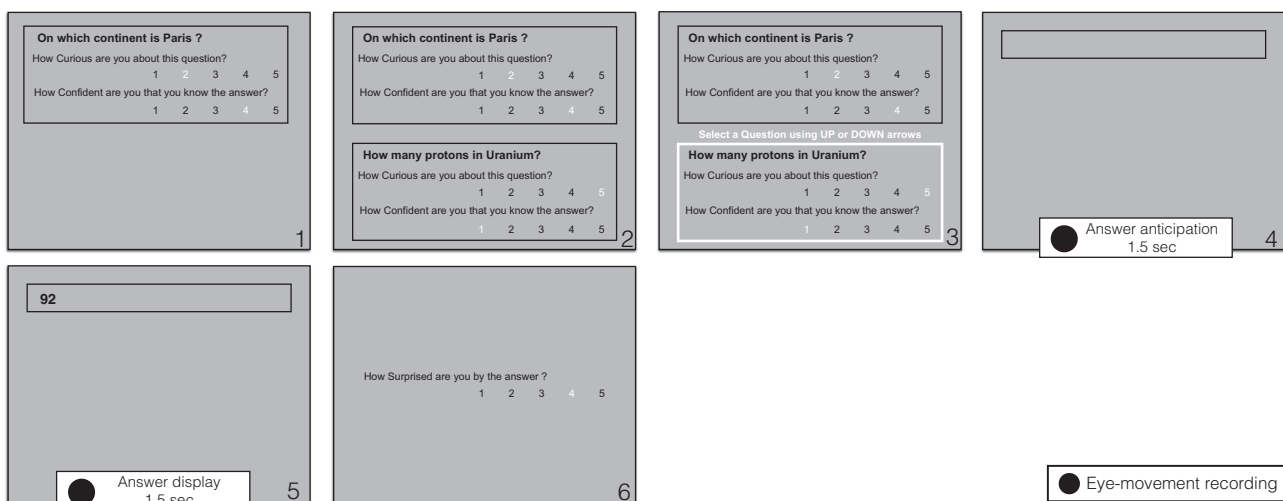 On which continent is Paris ?
How Curious are you about this question?
1 2 3 4 5
How Confident are you that you know the answer?
1 2 3 4 5
1
On which continent is Paris ?
How Curious are you about this question?
1 2 3 4 5
How Confident are you that you know the answer?
1 2 3 4 5
How many protons in Uranium?
How Curious are you about this question?
1 2 3 4 5
How Confident are you that you know the answer?
1 2 3 4 5
2
On which continent is Paris ?
How Curious are you about this question?
1 2 3 4 5
How Confident are you that you know the answer?
1 2 3 4 5
Select a Question using UP or DOWN arrows
How many protons in Uranium?
How Curious are you about this question?
1 2 3 4 5
How Confident are you that you know the answer?
1 2 3 4 5
3
Answer anticipation
1.5 sec
4
92
Answer display
1.5 sec
5
How Surprised are you by the answer ?
1 2 3 4 5
6
Eye-movement recording